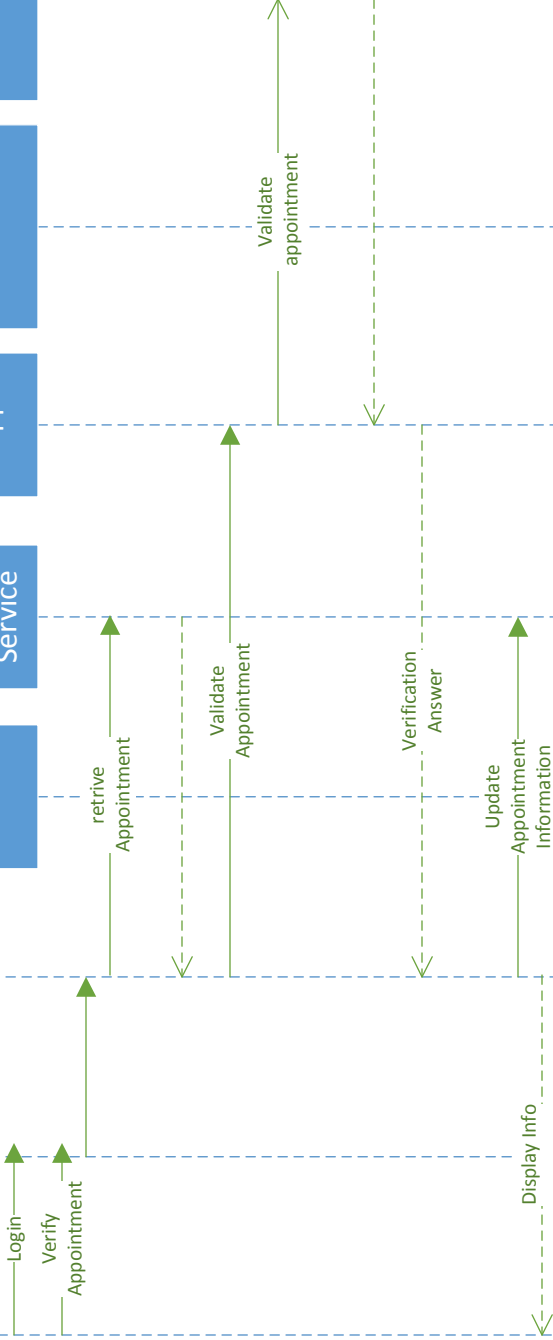 Service
Login
Verify
Appointment
retrive
Appointment
Validate
Appointment
Validate
appointment
Verification
Answer
Update
Appointment
Information
Display Info